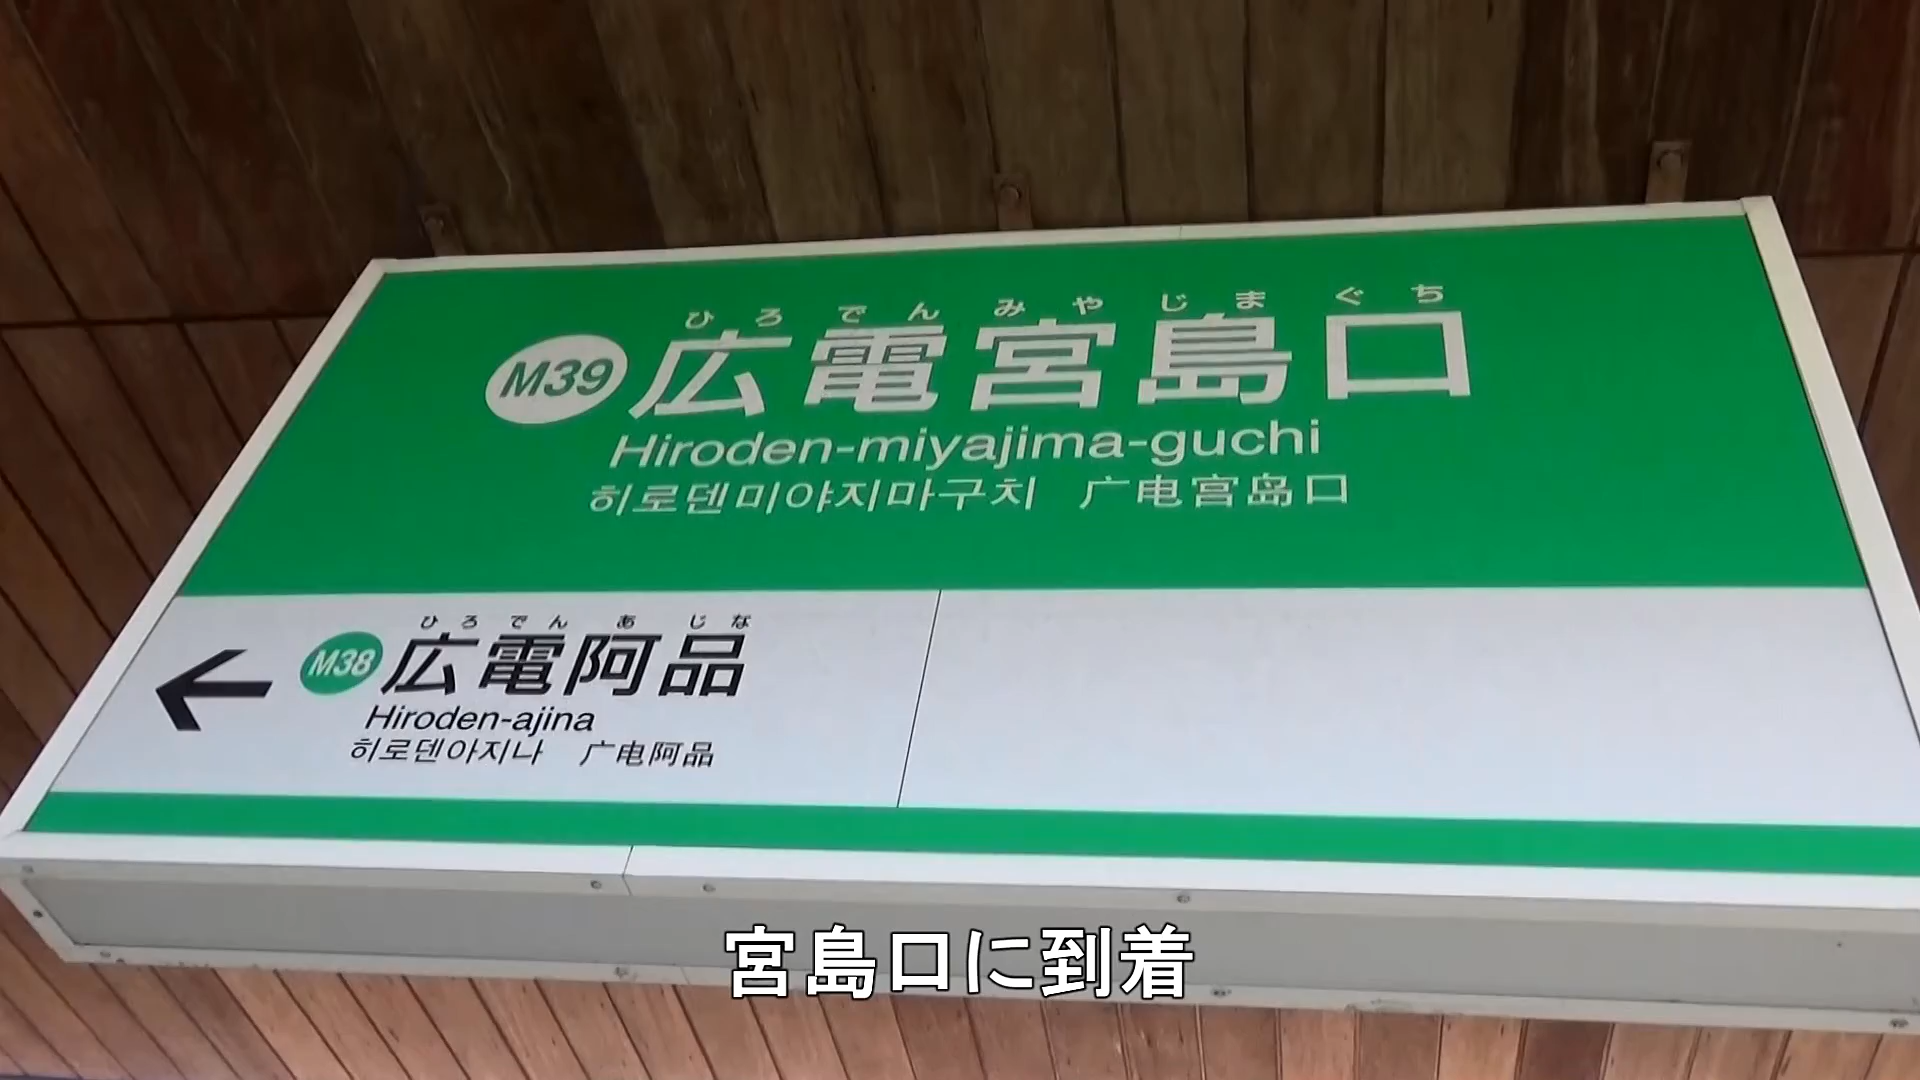 ひろでんみやじまぐち
M39 広電宮島口
Hiroden-miyajima-guchi
히로덴미야지마구치 广电宫岛口
ひろでんあじな
← M38 広電阿品
Hiroden-ajina
히로덴아지나 广电阿品
宮島口に到着